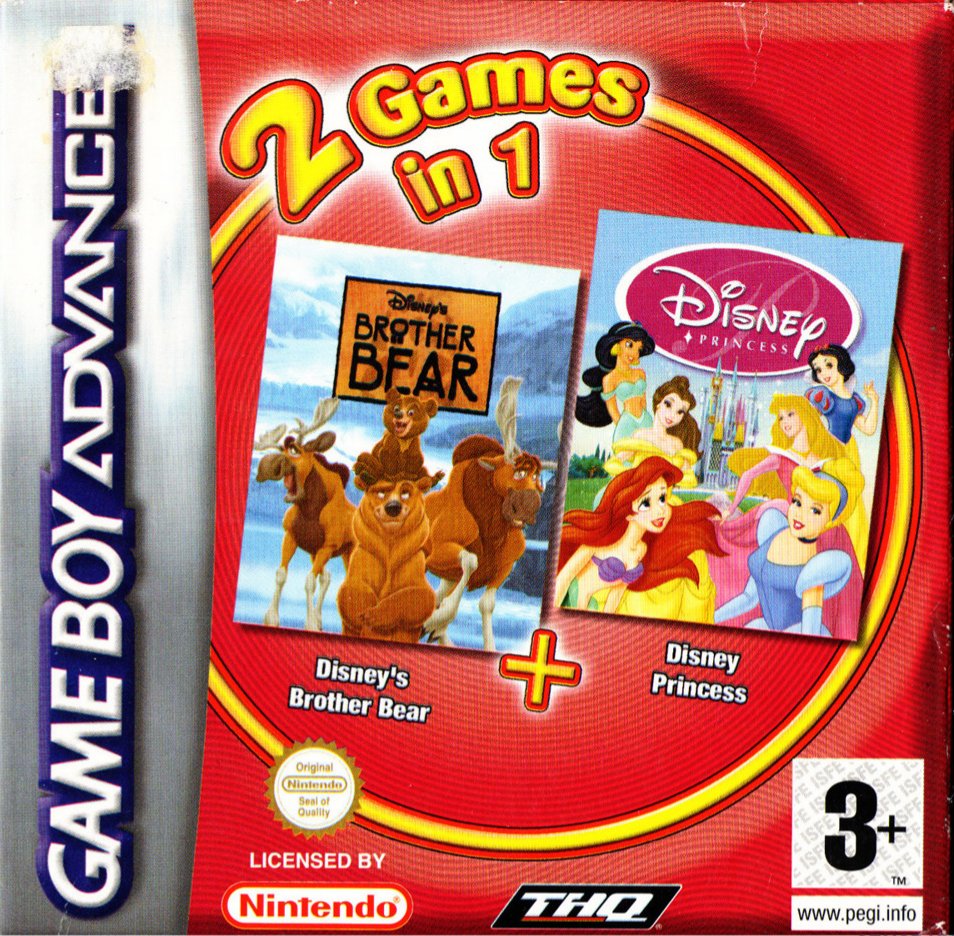 GAME BOY ADVANCE
2 Games
in 1
Disney's
BROTHER
BEAR
Disney
PRINCESS
Disney's
Brother Bear
+
Disney
Princess
Original
Nintendo
Seal of
Quality
LICENSED BY
Nintendo
THQ
3+
TM
www.pegi.info